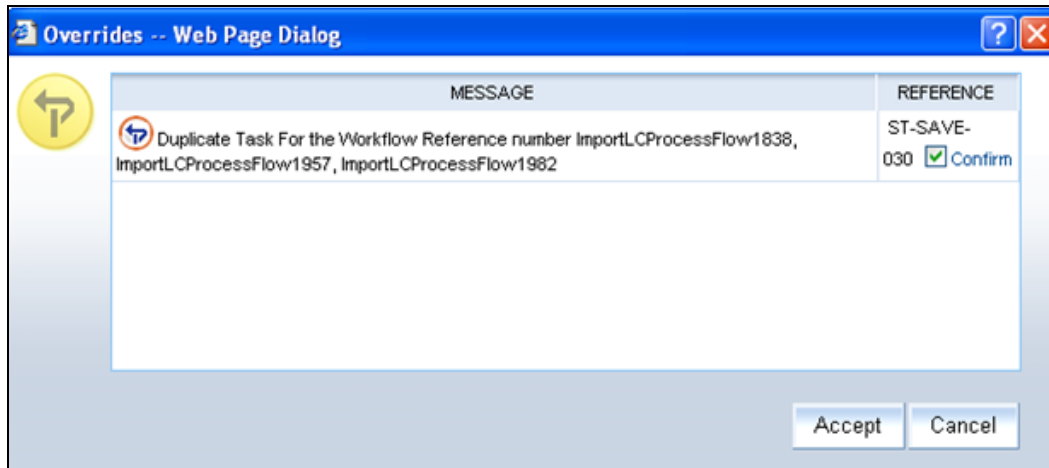 Overrides -- Web Page Dialog
MESSAGE
REFERENCE
Duplicate Task For the Workflow Reference number ImportLCProcessFlow1838,
ImportLCProcessFlow1957, ImportLCProcessFlow1982
ST-SAVE-
030 Confirm
Accept
Cancel